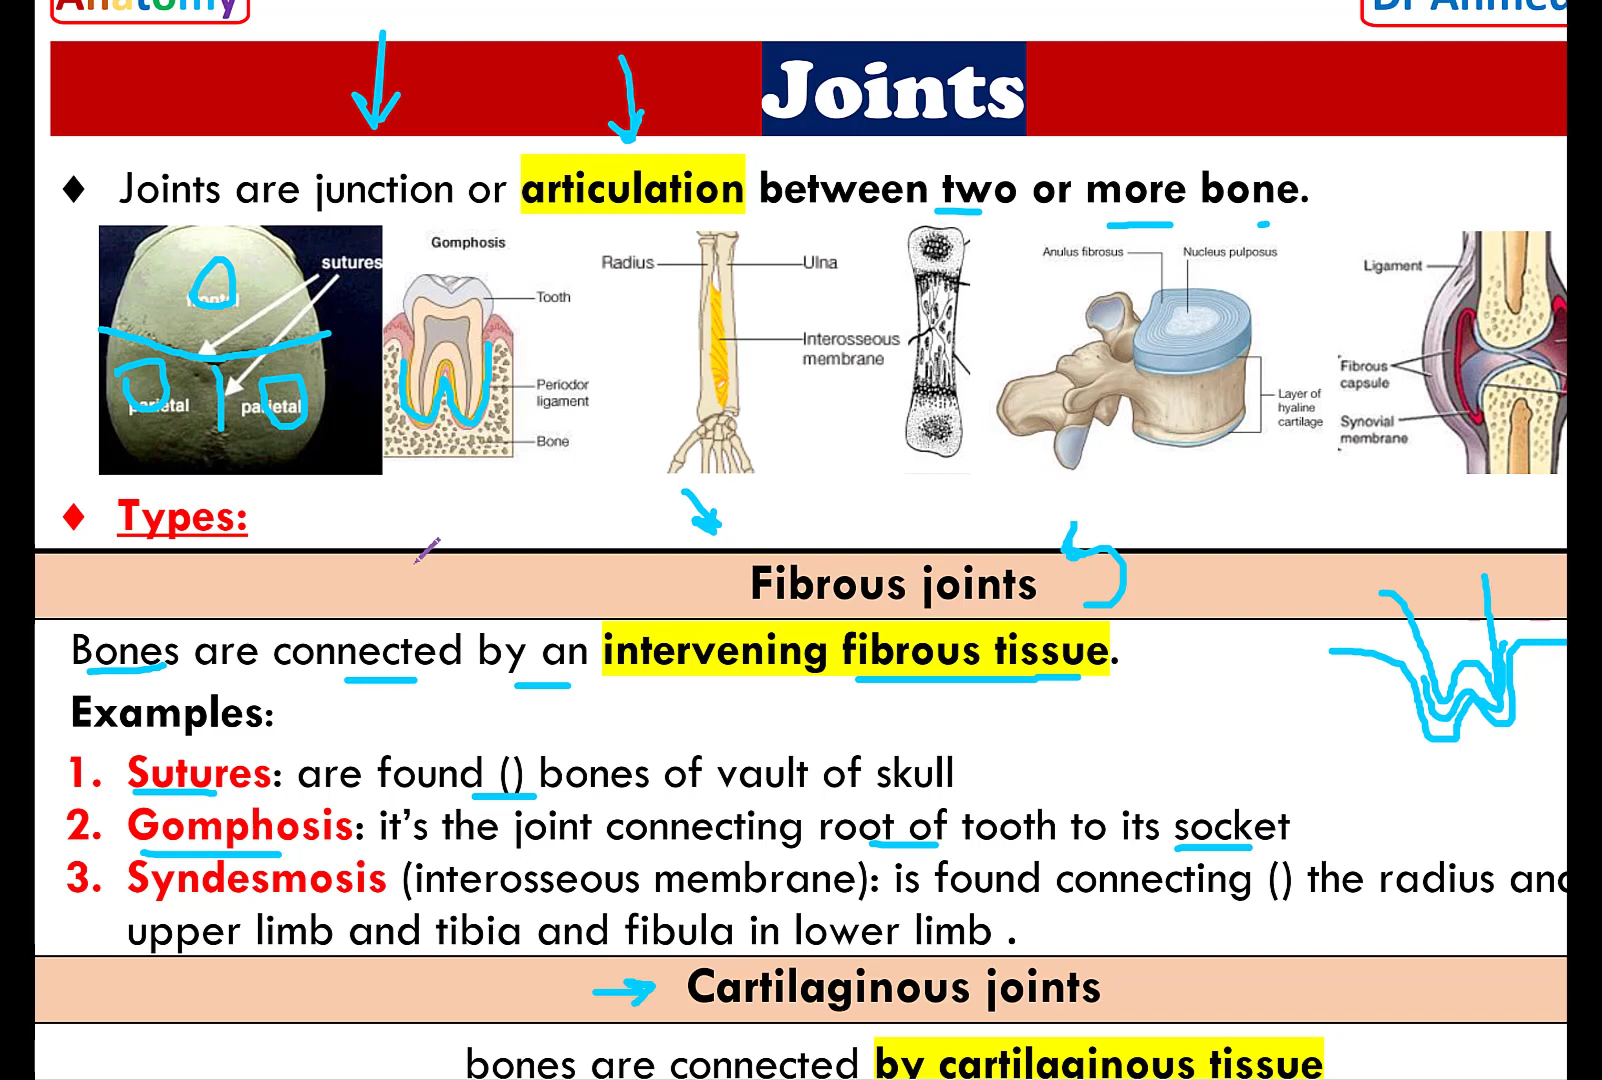 Anatomy
Dr Ahmed
Joints
♦ Joints are junction or articulation between two or more bone.
sutures
frontal
parietal
parietal
Gomphosis
Tooth
Periodor
ligament
Bone
Radius
Ulna
Interosseous
membrane
Anulus fibrosus
Nucleus pulposus
Layer of
hyaline
cartilage
Ligament
Fibrous
capsule
Synovial
membrane
♦ Types:
Fibrous joints
Bones are connected by an intervening fibrous tissue.
Examples:
1. Sutures: are found () bones of vault of skull
2. Gomphosis: it's the joint connecting root of tooth to its socket
3. Syndesmosis (interosseous membrane): is found connecting () the radius and
upper limb and tibia and fibula in lower limb .
Cartilaginous joints
bones are connected by cartilaginous tissue